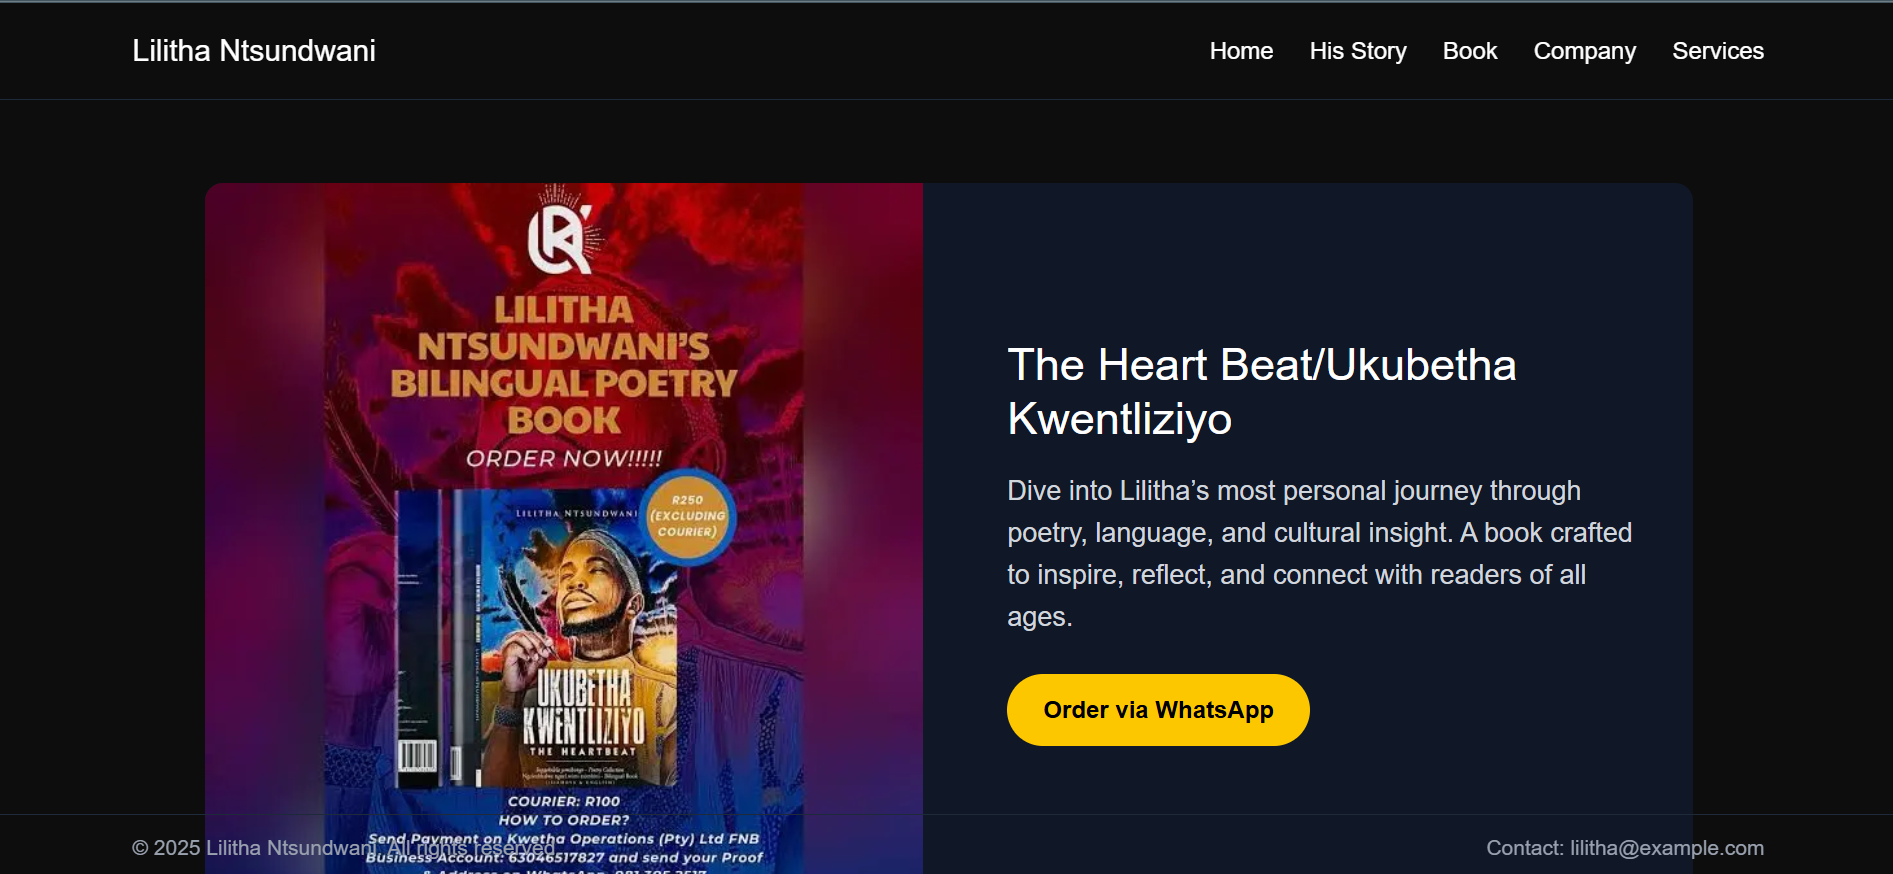 Lilitha Ntsundwani
Home His Story Book Company Services
LILITHA
NTSUNDWANI'S
BILINGUAL POETRY
BOOK
ORDER NOW!!!!!
R250
(EXCLUDING
COURIER)
LILITHA NTSUNDWANI
UKUBETHA
KWENTLIZIYO
THE HEARTBEAT
COURIER: R100
HOW TO ORDER?
Send Payment on Kwetha Operations (Pty) Ltd FNB
Business Account: 63046517827 and send your Proof
& Address on WhatsApp
The Heart Beat/Ukubetha
Kwentliziyo
Dive into Lilitha’s most personal journey through
poetry, language, and cultural insight. A book crafted
to inspire, reflect, and connect with readers of all
ages.
Order via WhatsApp
© 2025 Lilitha Ntsundwani. All rights reserved.
Contact: lilitha@example.com